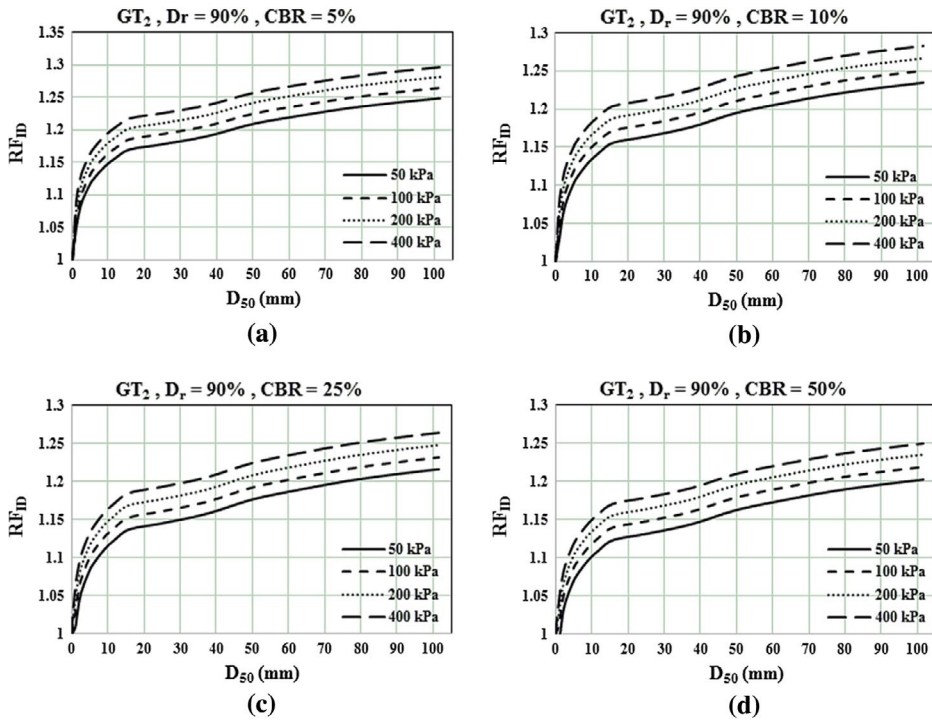 GT2 , Dr = 90% , CBR = 5%
1.35
1.3
1.25
1.2
1.15
1.1
1.05
1
RFID
0 10 20 30 40 50 60 70 80 90 100
D50 (mm)
50 kPa
100 kPa
200 kPa
400 kPa
(a)
GT2 , Dr = 90% , CBR = 10%
1.3
1.25
1.2
1.15
1.1
1.05
1
RFID
0 10 20 30 40 50 60 70 80 90 100
D50 (mm)
50 kPa
100 kPa
200 kPa
400 kPa
(b)
GT2 , Dr = 90% , CBR = 25%
1.3
1.25
1.2
1.15
1.1
1.05
1
RFID
0 10 20 30 40 50 60 70 80 90 100
D50 (mm)
50 kPa
100 kPa
200 kPa
400 kPa
(c)
GT2 , Dr = 90% , CBR = 50%
1.3
1.25
1.2
1.15
1.1
1.05
1
RFID
0 10 20 30 40 50 60 70 80 90 100
D50 (mm)
50 kPa
100 kPa
200 kPa
400 kPa
(d)